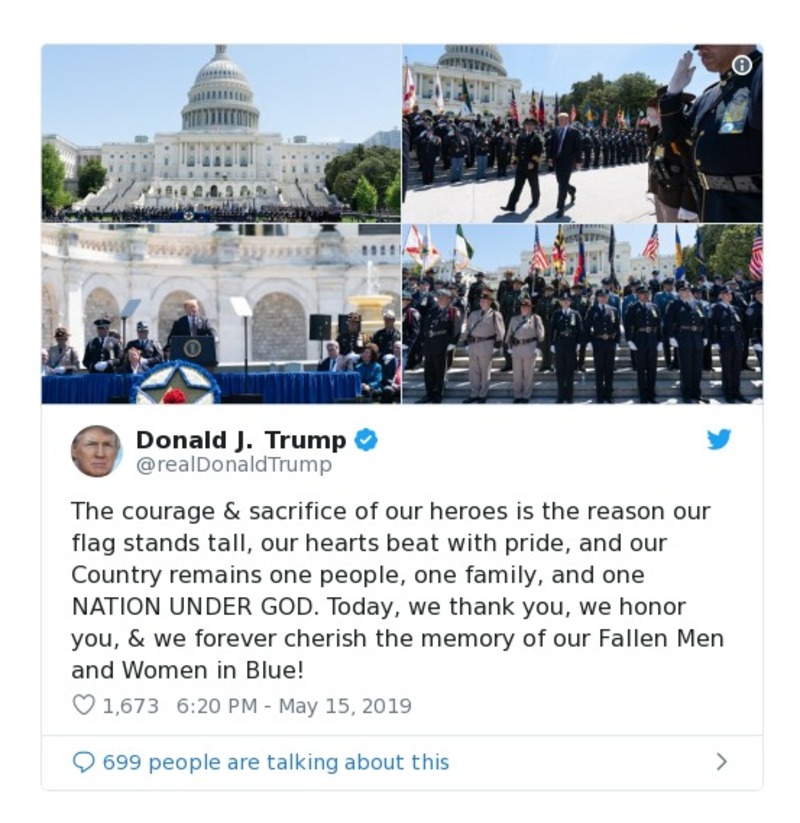 Donald J. Trump
@realDonaldTrump
The courage & sacrifice of our heroes is the reason our
flag stands tall, our hearts beat with pride, and our
Country remains one people, one family, and one
NATION UNDER GOD. Today, we thank you, we honor
you, & we forever cherish the memory of our Fallen Men
and Women in Blue!
1,673 6:20 PM - May 15, 2019
699 people are talking about this